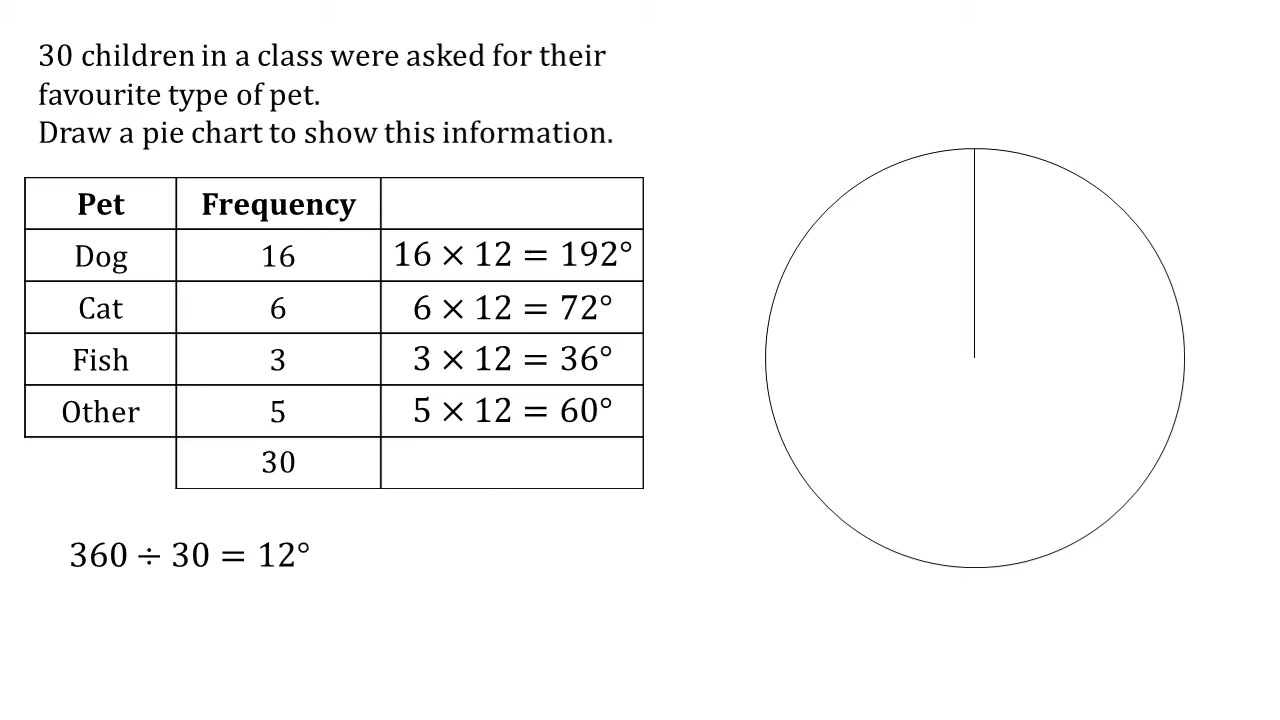 30 children in a class were asked for their
favourite type of pet.
Draw a pie chart to show this information.
Pet Frequency
Dog 16 16 × 12 = 192°
Cat 6 6 × 12 = 72°
Fish 3 3 × 12 = 36°
Other 5 5 × 12 = 60°
30
360 ÷ 30 = 12°